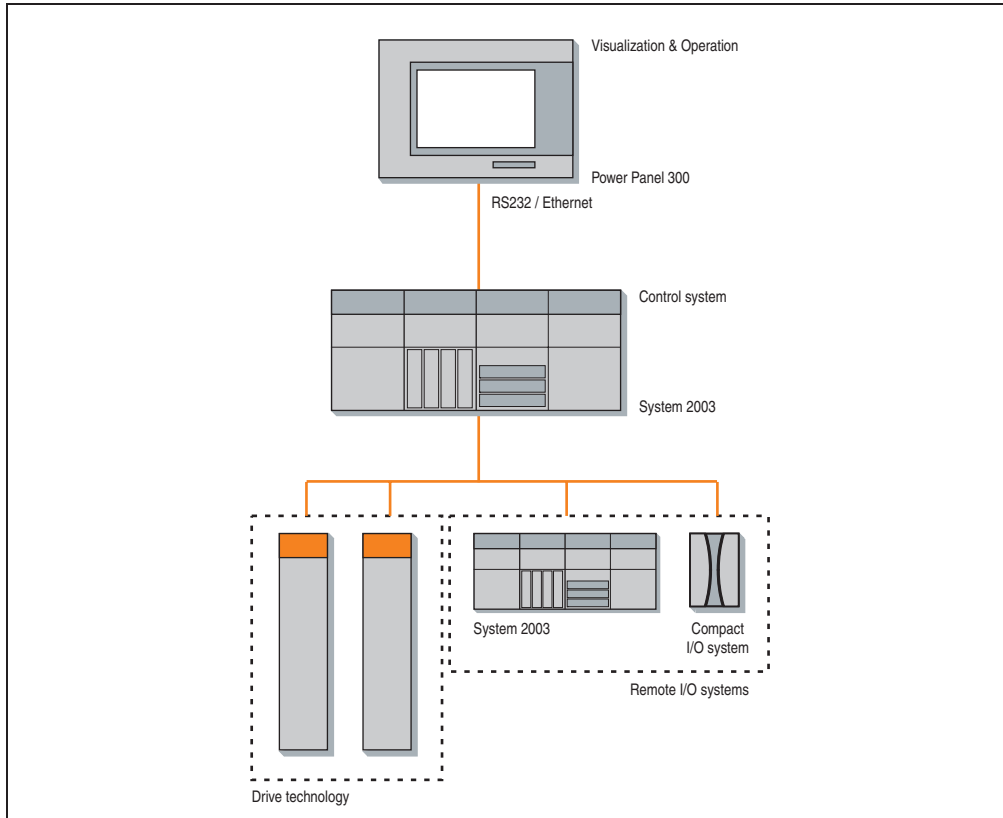 Visualization & Operation
Power Panel 300
RS232 / Ethernet
Control system
System 2003
System 2003
Compact
I/O system
Remote I/O systems
Drive technology